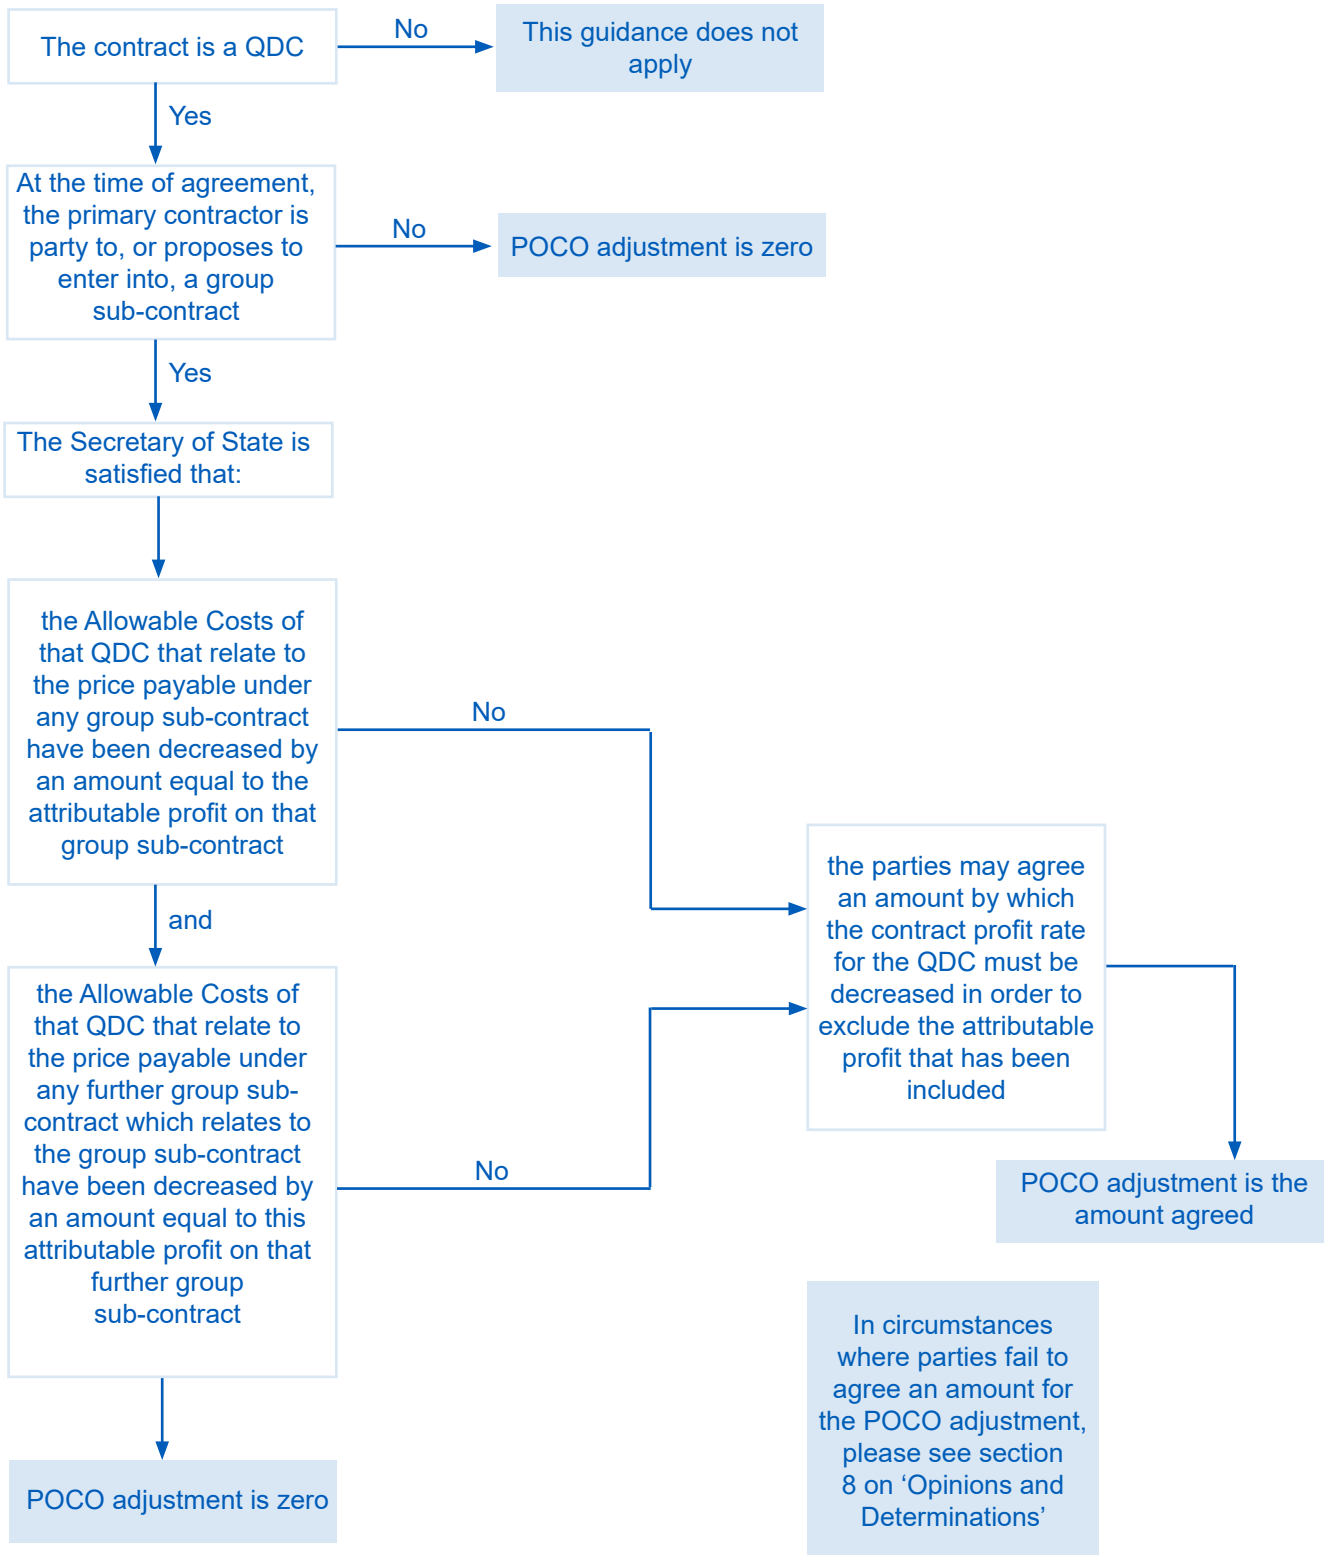 The contract is a QDC
No
This guidance does not
apply
Yes
At the time of agreement,
the primary contractor is
party to, or proposes to
enter into, a group
sub-contract
No
POCO adjustment is zero
Yes
The Secretary of State is
satisfied that:
the Allowable Costs of
that QDC that relate to
the price payable under
any group sub-contract
have been decreased by
an amount equal to the
attributable profit on that
group sub-contract
No
and
the Allowable Costs of
that QDC that relate to
the price payable under
any further group sub-
contract which relates to
the group sub-contract
have been decreased by
an amount equal to this
attributable profit on that
further group
sub-contract
No
the parties may agree
an amount by which
the contract profit rate
for the QDC must be
decreased in order to
exclude the attributable
profit that has been
included
POCO adjustment is the
amount agreed
In circumstances
where parties fail to
agree an amount for
the POCO adjustment,
please see section
8 on ‘Opinions and
Determinations’
POCO adjustment is zero